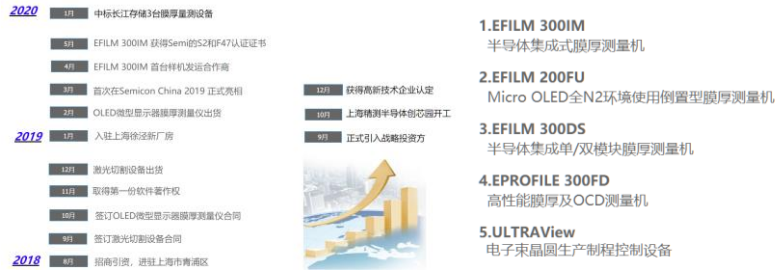 2020
1月 中标长江存储3台膜厚量测设备
5月 EFILM 300IM 获得Semi的S2和F47认证证书
4月 EFILM 300IM 首台样机发运合作商
3月 首次在Semicon China 2019 正式亮相
2月 OLED微型显示器膜厚测量仪出货
2019
1月 入驻上海徐泾新厂房
12月 激光切割设备出货
11月 取得第一份软件著作权
10月 签订OLED微型显示器膜厚测量仪合同
9月 签订激光切割设备合同
2018
8月 招商引资，进驻上海市青浦区
12月 获得高新技术企业认定
10月 上海精测半导体创芯园开工
9月 正式引入战略投资方
1.EFILM 300IM
半导体集成式膜厚测量机
2.EFILM 200FU
Micro OLED全N2环境使用倒置型膜厚测量机
3.EFILM 300DS
半导体集成单/双模块膜厚测量机
4.EPROFILE 300FD
高性能膜厚及OCD测量机
5.ULTRAView
电子束晶圆生产制程控制设备